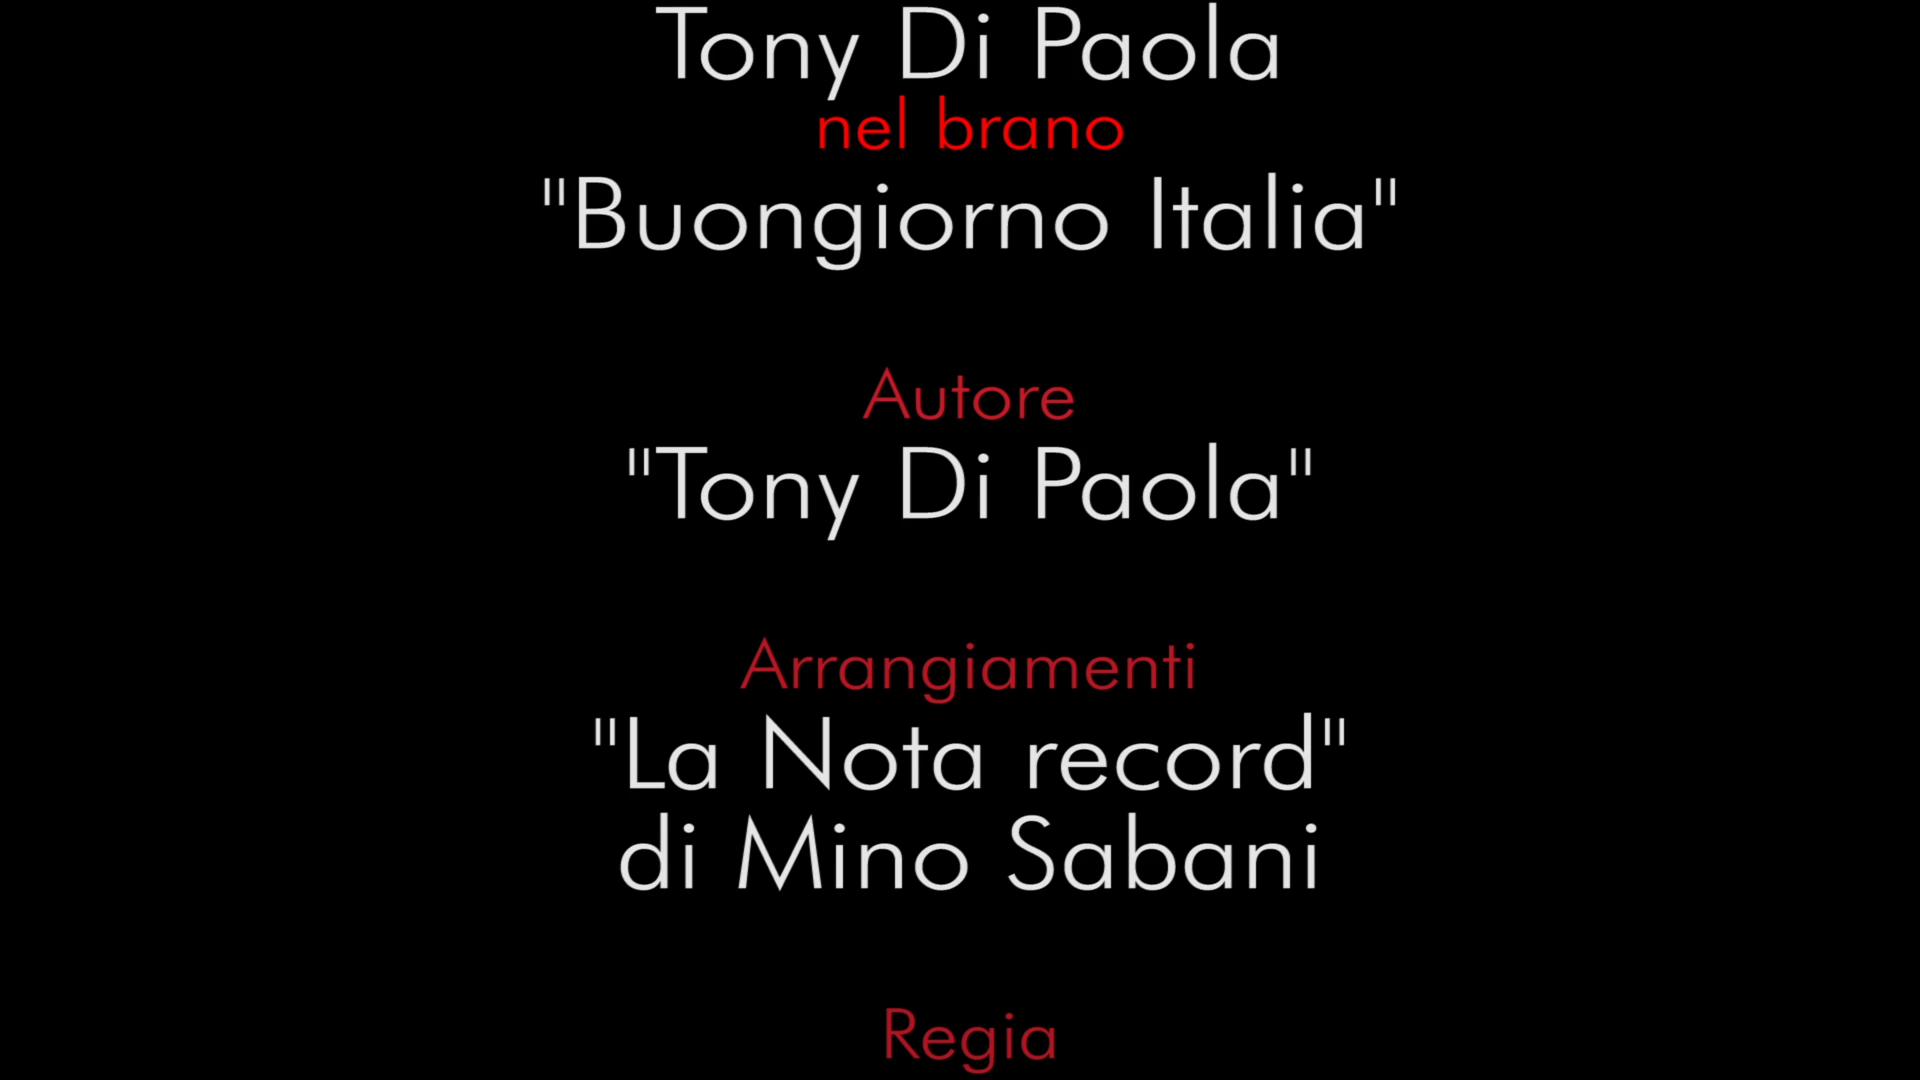 Tony Di Paola
nel brano
"Buongiorno Italia"
Autore
"Tony Di Paola"
Arrangiamenti
"La Nota record"
di Mino Sabani
Regia